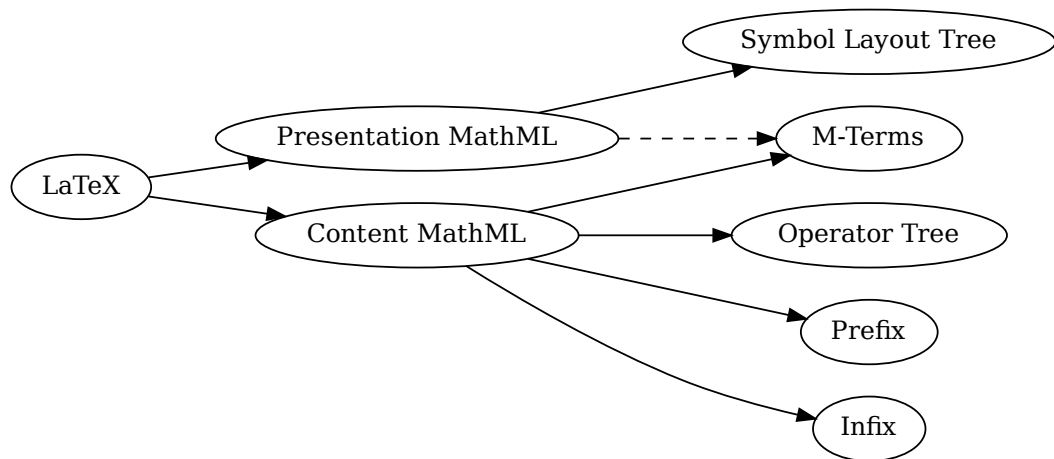 Symbol Layout Tree
Presentation MathML
M-Terms
LaTeX
Content MathML
Operator Tree
Prefix
Infix